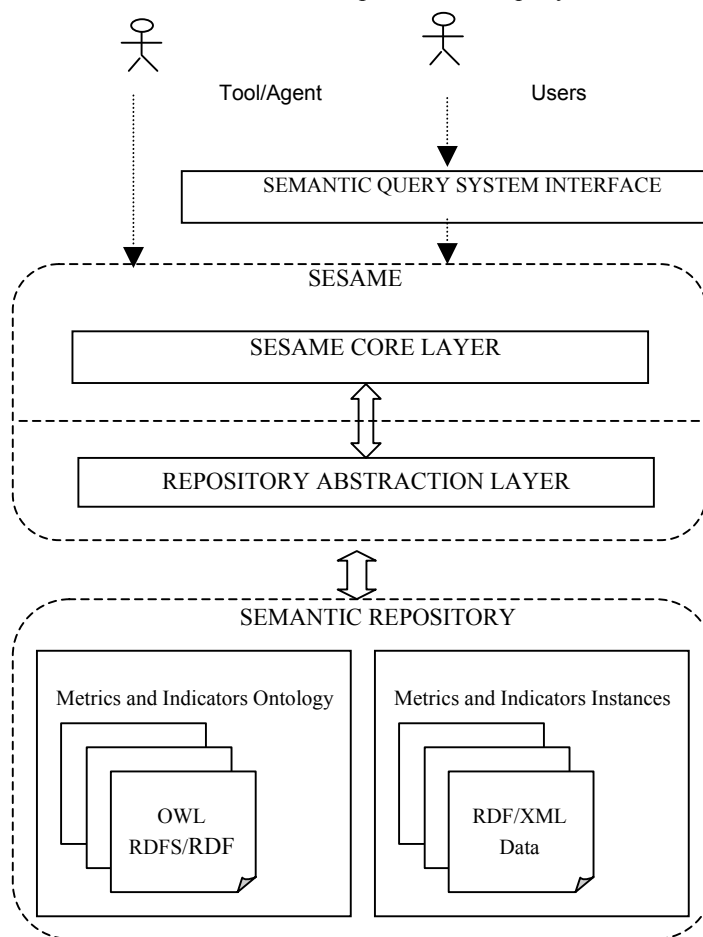 Tool/Agent
Users
SEMANTIC QUERY SYSTEM INTERFACE
SESAME
SESAME CORE LAYER
REPOSITORY ABSTRACTION LAYER
SEMANTIC REPOSITORY
Metrics and Indicators Ontology
Metrics and Indicators Instances
OWL
RDFS/RDF
RDF/XML
Data